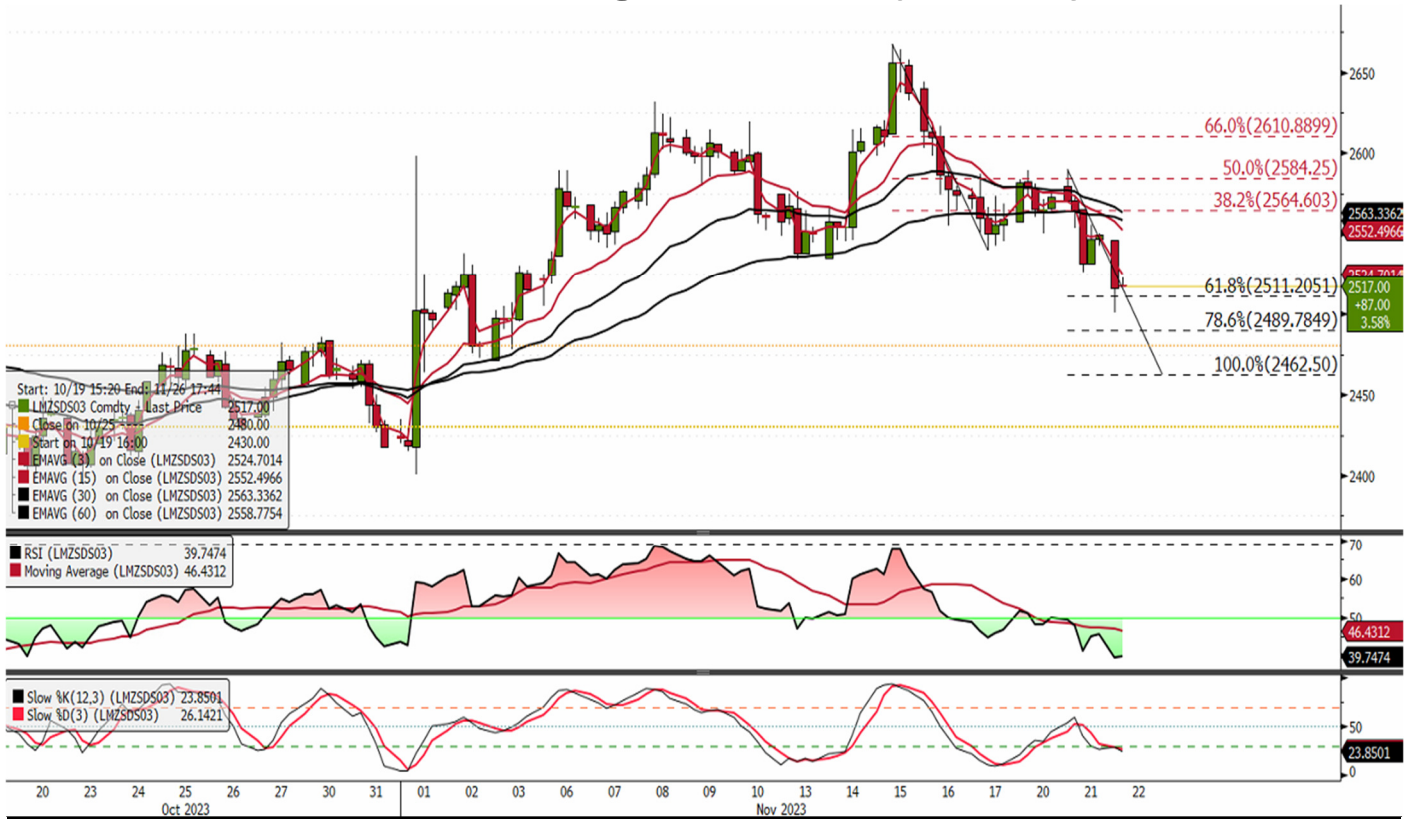 2650
66.0%(2610.8899)
2600
50.0%(2584.25)
38.2%(2564.603)
2563.3362
2552.4966
2524.7014
61.8%(2511.2051)
2517.00
+87.00
3.58%
78.6%(2489.7849)
100.0%(2462.50)
2450
2400
Start: 10/19 15:20 End: 11/26 17:44
LMZSDS03 Comdty - Last Price 2517.00
Close on 10/25 2480.00
Start on 10/19 16:00 2430.00
EMAVG (3) on Close (LMZSDS03) 2524.7014
EMAVG (15) on Close (LMZSDS03) 2552.4966
EMAVG (30) on Close (LMZSDS03) 2563.3362
EMAVG (60) on Close (LMZSDS03) 2558.7754
RSI (LMZSDS03) 39.7474
Moving Average (LMZSDS03) 46.4312
70
60
50
46.4312
39.7474
Slow %K(12,3) (LMZSDS03) 23.8501
Slow %D(3) (LMZSDS03) 26.1421
50
23.8501
0
20 23 24 25 26 27 30 31 01 02 03 06 07 08 09 10 13 14 15 16 17 20 21 22
Oct 2023 Nov 2023